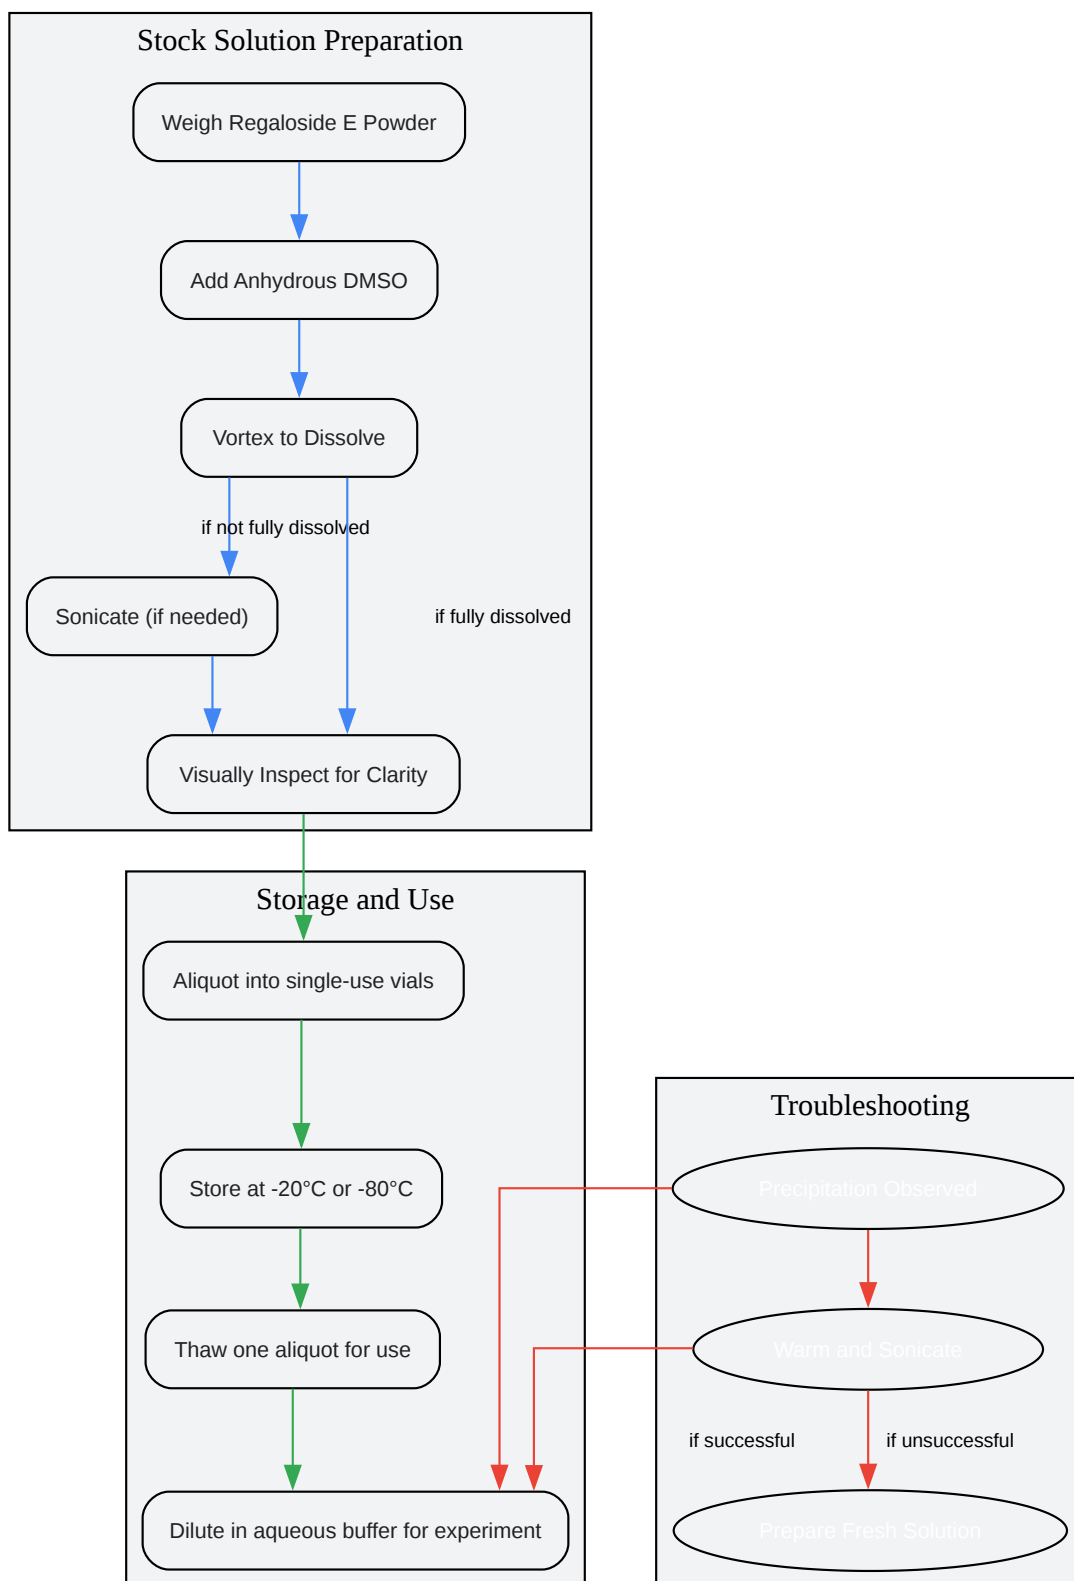 Stock Solution Preparation
Weigh Regaloside E Powder
Add Anhydrous DMSO
Vortex to Dissolve
if not fully dissolved
Sonicate (if needed)
if fully dissolved
Visually Inspect for Clarity
Storage and Use
Aliquot into single-use vials
Store at -20°C or -80°C
Thaw one aliquot for use
Dilute in aqueous buffer for experiment
Troubleshooting
Precipitation Observed
Warm and Sonicate
if successful
if unsuccessful
Prepare Fresh Solution